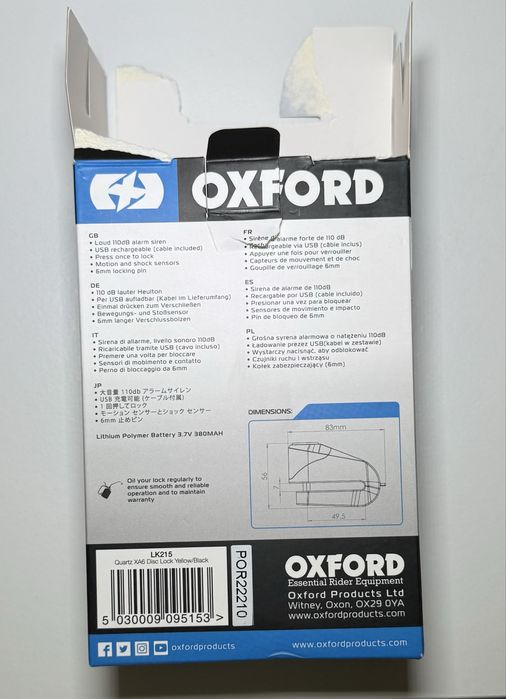 OXFORD
GB
• Loud 110dB alarm siren
• USB rechargeable (cable included)
• Press once to lock
• Motion and shock sensors
• 6mm locking pin
DE
• 110 dB lauter Heulton
• Per USB aufladbar (Kabel im Lieferumfang)
• Einmal drücken zum Verschließen
• Bewegungs- und Stoßsensor
• 6mm langer Verschlussbolzen
IT
• Sirena di allarme, livello sonoro 110dB
• Ricaricabile tramite USB (cavo incluso)
• Premere una volta per bloccare
• Sensori di mobimento e contatto
• Perno di bloccaggio da 6mm
JP
• 大音量 110db アラームサイレン
• USB 充電可能 (ケーブル付属)
• 1 回押してロック
• モーション センサーとショック センサー
• 6mm 止めピン
Lithium Polymer Battery 3.7V 380MAH
FR
• Sirène d'alarme forte de 110 dB
• Rechargeable via USB (câble inclus)
• Appuyer une fois pour verrouiller
• Capteurs de mouvement et de choc
• Goupille de verrouillage 6mm
ES
• Sirena de alarme de 110dB
• Recargable por USB (cable incluido)
• Presionar una vez para bloquear
• Sensores de movimiento e impacto
• Pin de bloqueo de 6mm
PL
• Głośna syrena alarmowa o natężeniu 110dB
• Ładowanie przez USB(kabel w zestawie)
• Wystarczy nacisnąć, aby odblokować
• Czujniki ruchu i wstrząsu
• Kołek zabezpieczający (6mm)
Oil your lock regularly to
ensure smooth and reliable
operation and to maintain
warranty
DIMENSIONS:
83mm
56
7
49.5
LK215
Quartz XA6 Disc Lock Yellow/Black
5 030009 095153 >
POR22210
OXFORD
Essential Rider Equipment
Oxford Products Ltd
Witney, Oxon, OX29 0YA
www.oxfordproducts.com
oxfordproducts
www.oxfordproducts.com